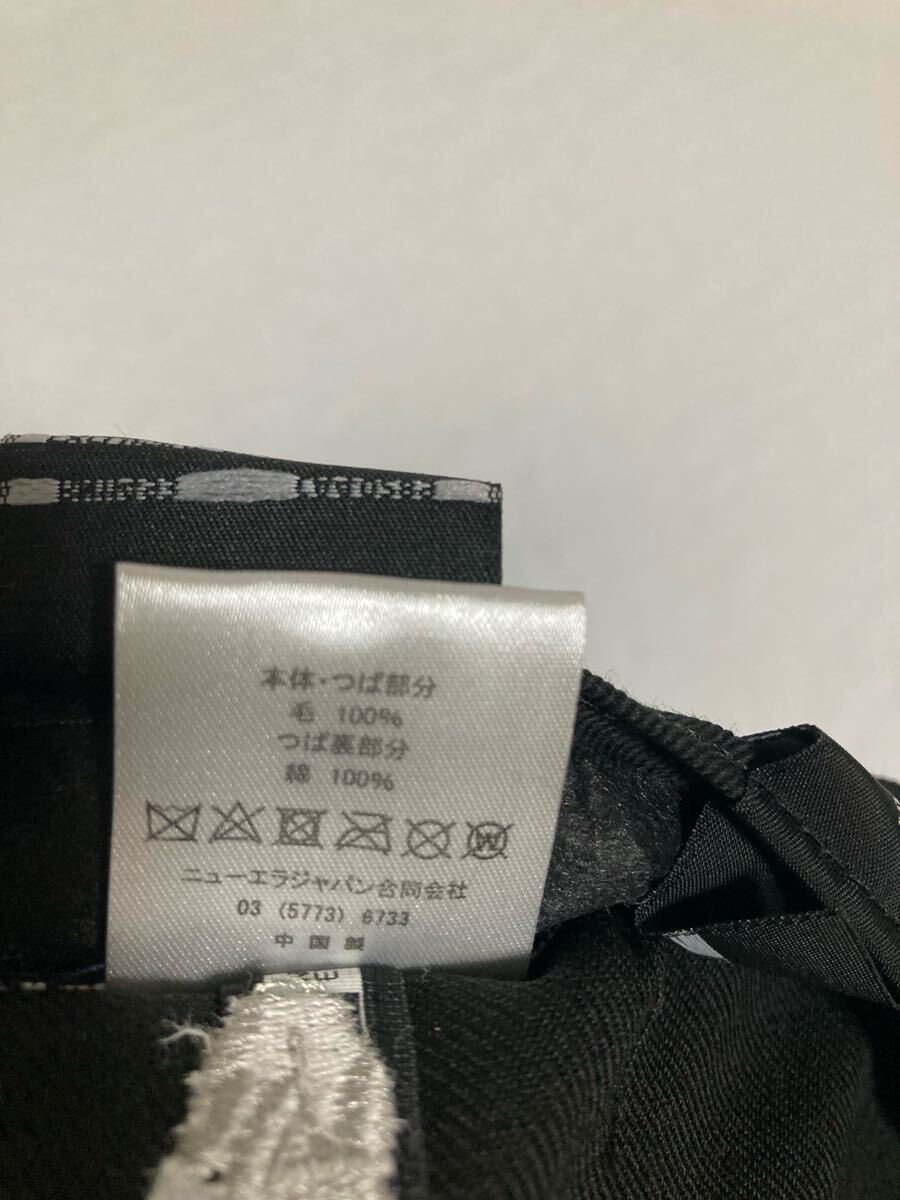 本体・つば部分
毛 100%
つば裏部分
綿 100%
ニューエラジャパン合同会社
03 (5773) 6733
中国製